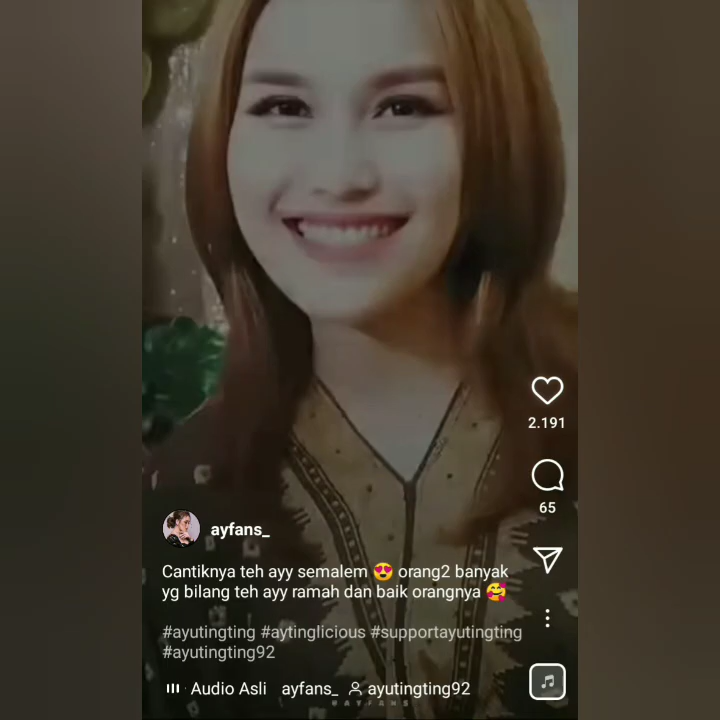 2.191
65
ayfans_
Cantiknya teh ayy semalem 😍 orang2 banyak
yg bilang teh ayy ramah dan baik orangnya 🥰
#ayutingting #aytinglicious #supportayutingting
#ayutingting92
Audio Asli ayfans_ ayutingting92
@AYFANS